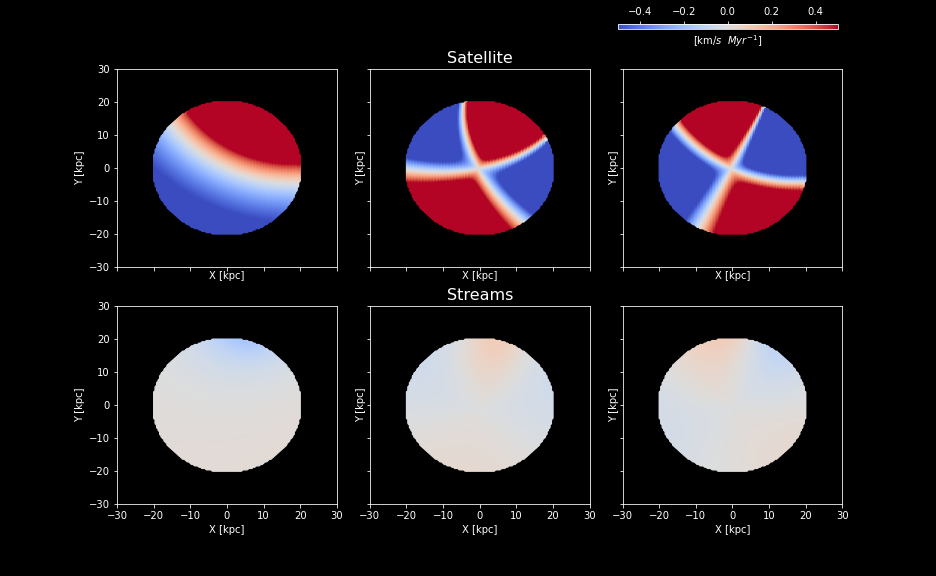 −0.4 −0.2 0.0 0.2 0.4
[km/s Myr⁻¹]
Satellite
30
20
10
0
−10
−20
−30
Y [kpc]
Y [kpc]
Y [kpc]
X [kpc] X [kpc] X [kpc]
Streams
30
20
10
0
−10
−20
−30
Y [kpc]
Y [kpc]
Y [kpc]
−30 −20 −10 0 10 20 30 −30 −20 −10 0 10 20 30 −30 −20 −10 0 10 20 30
X [kpc] X [kpc] X [kpc]